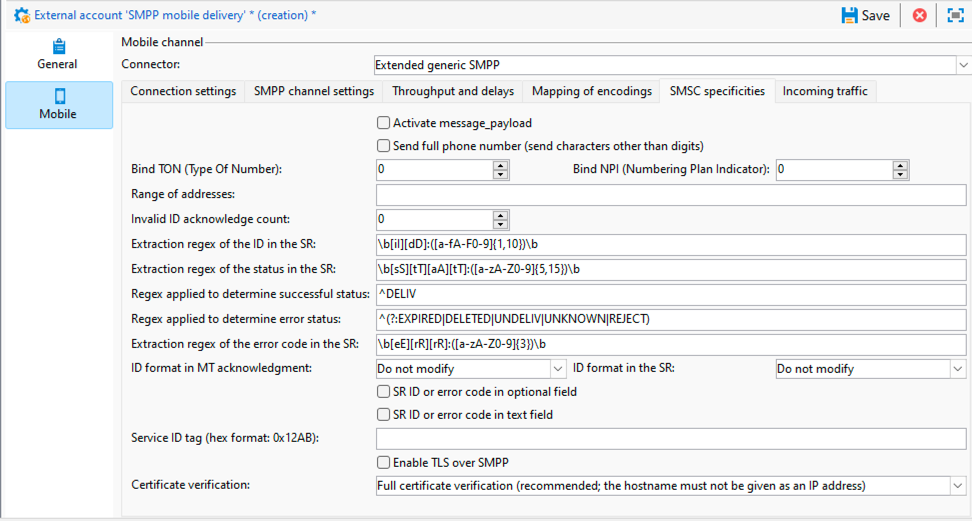 External account 'SMPP mobile delivery' * (creation) *
Save
General
Mobile
Mobile channel
Connector: Extended generic SMPP
Connection settings SMPP channel settings Throughput and delays Mapping of encodings SMSC specificities Incoming traffic
Activate message_payload
Send full phone number (send characters other than digits)
Bind TON (Type Of Number): 0 Bind NPI (Numbering Plan Indicator): 0
Range of addresses:
Invalid ID acknowledge count: 0
Extraction regex of the ID in the SR: \b[iI][dD]:([a-fA-F0-9]{1,10})\b
Extraction regex of the status in the SR: \b[sS][tT][aA][tT]:([a-zA-Z0-9]{5,15})\b
Regex applied to determine successful status: ^DELIV
Regex applied to determine error status: ^(?:EXPIRED|DELETED|UNDELIV|UNKNOWN|REJECT)
Extraction regex of the error code in the SR: \b[eE][rR][rR]:([a-zA-Z0-9]{3})\b
ID format in MT acknowledgment: Do not modify ID format in the SR: Do not modify
SR ID or error code in optional field
SR ID or error code in text field
Service ID tag (hex format: 0x12AB):
Enable TLS over SMPP
Certificate verification: Full certificate verification (recommended; the hostname must not be given as an IP address)